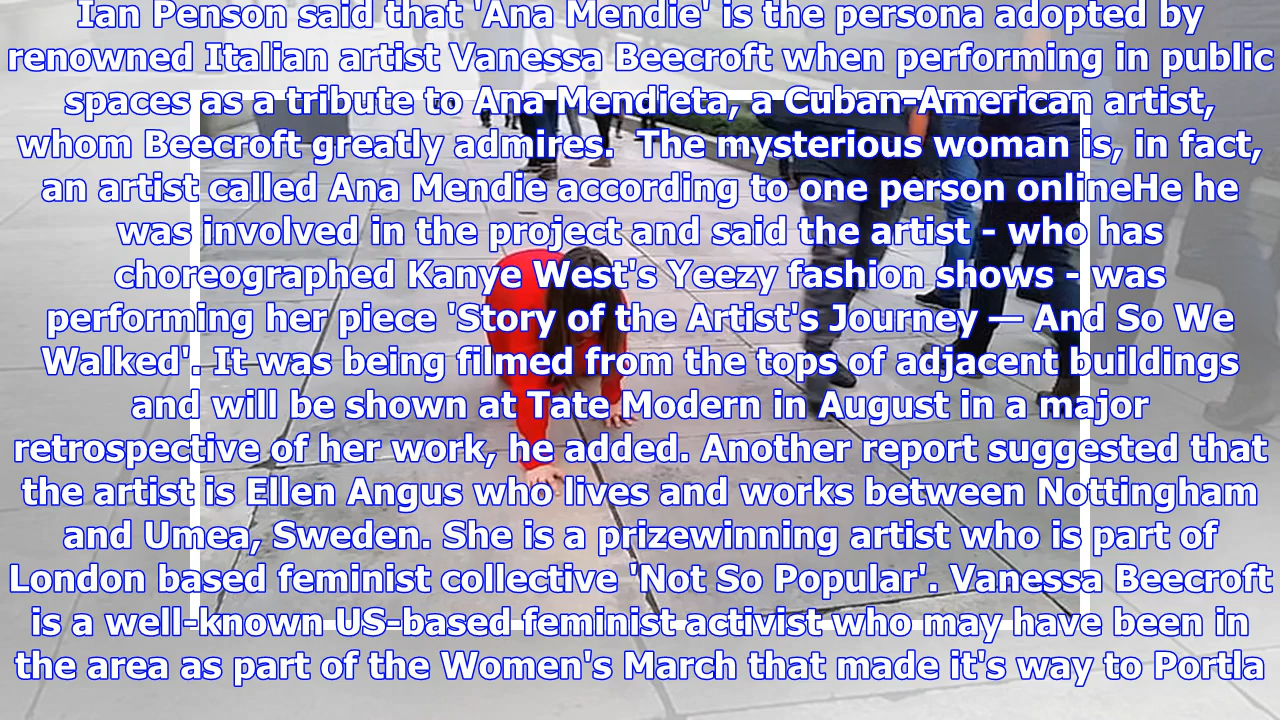 Ian Penson said that 'Ana Mendie' is the persona adopted by
renowned Italian artist Vanessa Beecroft when performing in public
spaces as a tribute to Ana Mendieta, a Cuban-American artist,
whom Beecroft greatly admires.  The mysterious woman is, in fact,
an artist called Ana Mendie according to one person onlineHe he
was involved in the project and said the artist - who has
choreographed Kanye West's Yeezy fashion shows - was
performing her piece 'Story of the Artist's Journey — And So We
Walked'. It was being filmed from the tops of adjacent buildings
and will be shown at Tate Modern in August in a major
retrospective of her work, he added. Another report suggested that
the artist is Ellen Angus who lives and works between Nottingham
and Umea, Sweden. She is a prizewinning artist who is part of
London based feminist collective 'Not So Popular'. Vanessa Beecroft
is a well-known US-based feminist activist who may have been in
the area as part of the Women's March that made it's way to Portla